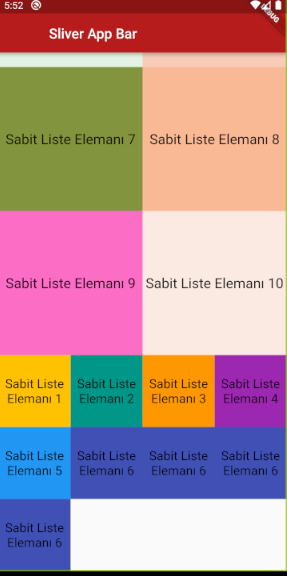 5:52
DEBUG
Sliver App Bar
Sabit Liste Elemanı 7
Sabit Liste Elemanı 8
Sabit Liste Elemanı 9
Sabit Liste Elemanı 10
Sabit Liste
Elemanı 1
Sabit Liste
Elemanı 2
Sabit Liste
Elemanı 3
Sabit Liste
Elemanı 4
Sabit Liste
Elemanı 5
Sabit Liste
Elemanı 6
Sabit Liste
Elemanı 6
Sabit Liste
Elemanı 6
Sabit Liste
Elemanı 6